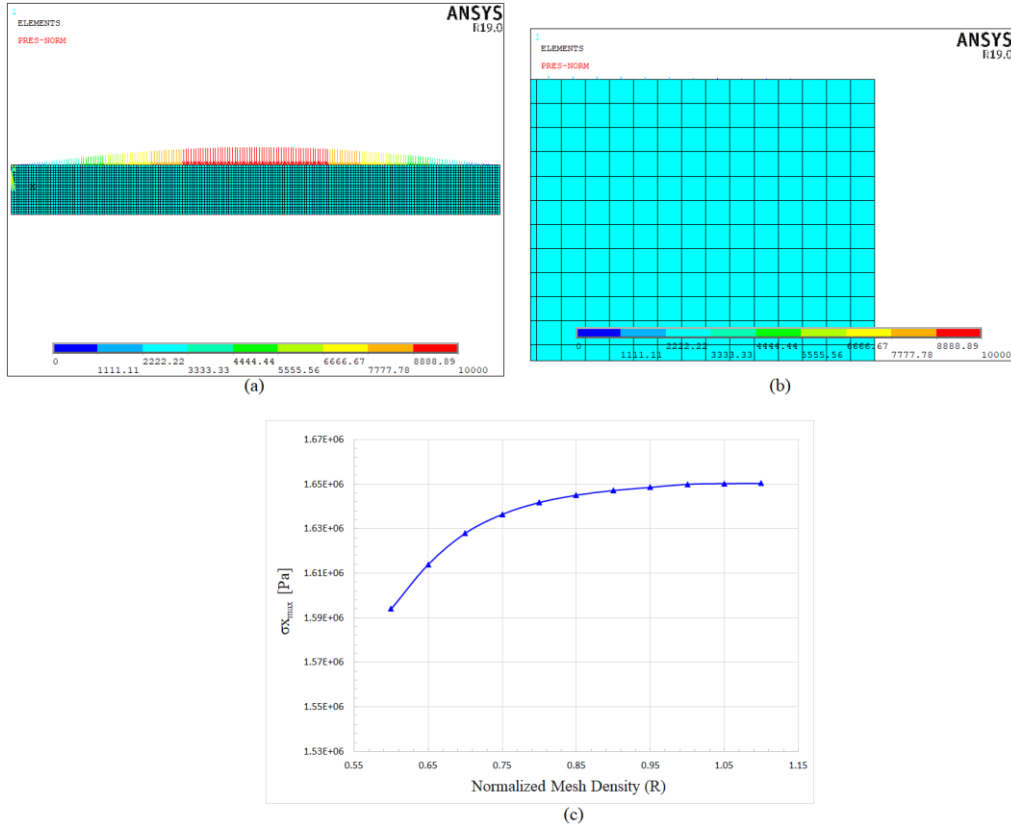 1
ELEMENTS
PRES-NORM
ANSYS
R19.0
X
0 2222.22 4444.44 6666.67 8888.89
1111.11 3333.33 5555.56 7777.78 10000
(a)
1
ELEMENTS
PRES-NORM
ANSYS
R19.0
0 2222.22 4444.44 6666.67 8888.89
1111.11 3333.33 5555.56 7777.78 10000
(b)
1.67E+06
1.65E+06
1.63E+06
1.61E+06
1.59E+06
1.57E+06
1.55E+06
1.53E+06
σxmax [Pa]
0.55 0.65 0.75 0.85 0.95 1.05 1.15
Normalized Mesh Density (R)
(c)